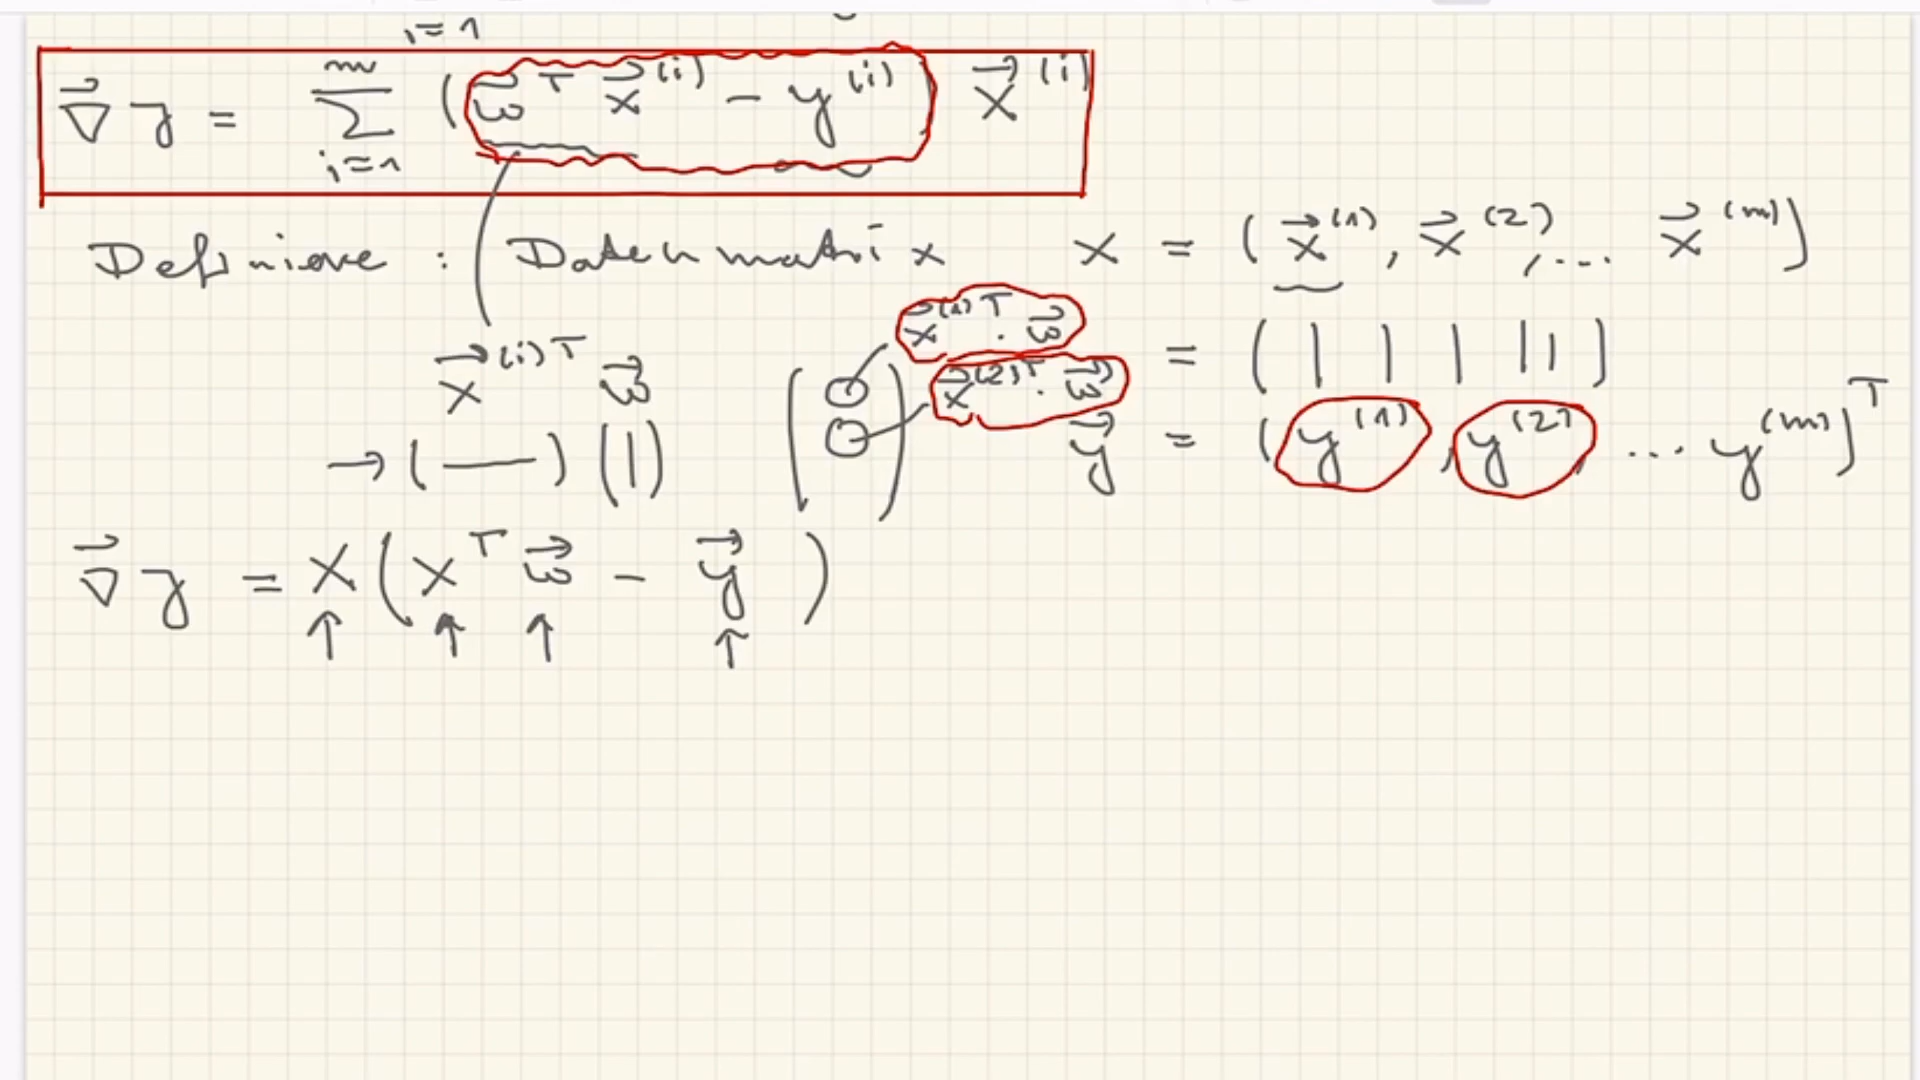 i=1
∇⃗J = Σ_{i=1}^{m} (ω⃗^T x⃗^(i) - y^(i)) x⃗^(i)
Definiere : Datenmatrix X = (x⃗^(1), x⃗^(2), ... x⃗^(m))
x⃗^(1)T · ω⃗
x⃗^(i)T ω⃗ = ( | | | | | )
x⃗^(2)T · ω⃗
→ ( — ) ( | ) y⃗ = (y^(1), y^(2), ... y^(m))^T
∇⃗J = X (X^T ω⃗ - y⃗)
↑ ↑ ↑ ↑